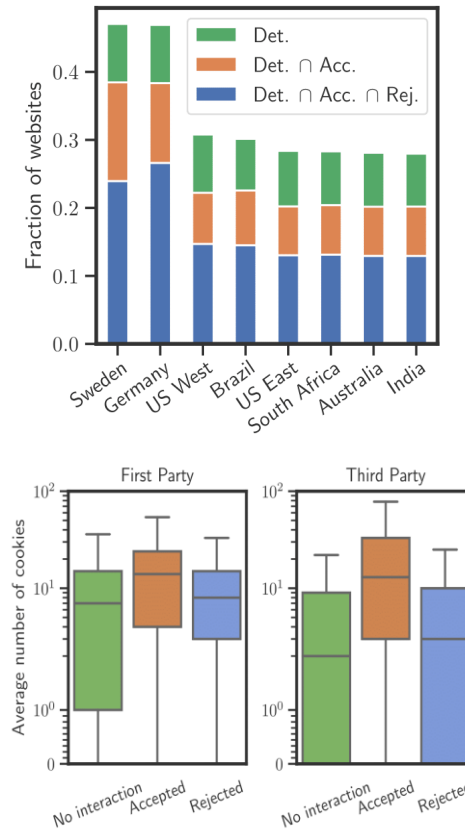 Fraction of websites
0.4
0.3
0.2
0.1
0.0
Det.
Det. ∩ Acc.
Det. ∩ Acc. ∩ Rej.
Sweden
Germany
US West
Brazil
US East
South Africa
Australia
India
First Party
Third Party
Average number of cookies
10²
10¹
10⁰
0
10²
10¹
10⁰
0
No interaction
Accepted
Rejected
No interaction
Accepted
Rejected